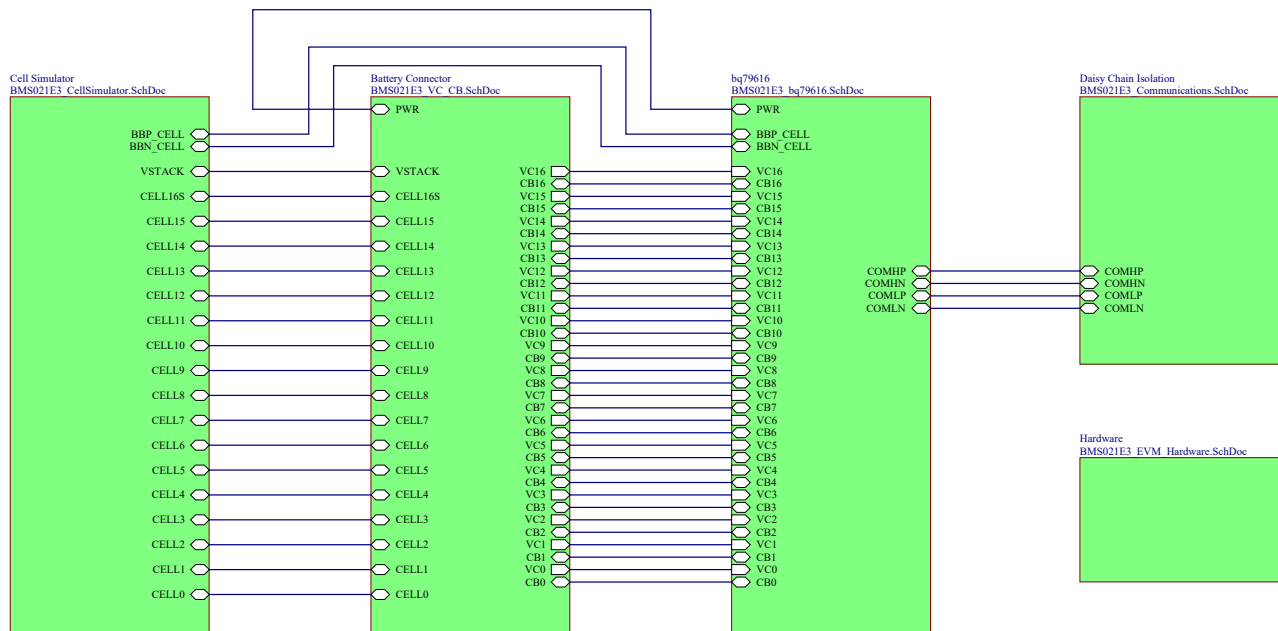 Cell Simulator
BMS021E3_CellSimulator.SchDoc
BBP_CELL
BBN_CELL
VSTACK
CELL16S
CELL15
CELL14
CELL13
CELL12
CELL11
CELL10
CELL9
CELL8
CELL7
CELL6
CELL5
CELL4
CELL3
CELL2
CELL1
CELL0
Battery Connector
BMS021E3_VC_CB.SchDoc
PWR
VSTACK
CELL16S
CELL15
CELL14
CELL13
CELL12
CELL11
CELL10
CELL9
CELL8
CELL7
CELL6
CELL5
CELL4
CELL3
CELL2
CELL1
CELL0
VC16
CB16
VC15
CB15
VC14
CB14
VC13
CB13
VC12
CB12
VC11
CB11
VC10
CB10
VC9
CB9
VC8
CB8
VC7
CB7
VC6
CB6
VC5
CB5
VC4
CB4
VC3
CB3
VC2
CB2
VC1
CB1
VC0
CB0
bq79616
BMS021E3_bq79616.SchDoc
PWR
BBP_CELL
BBN_CELL
VC16
CB16
VC15
CB15
VC14
CB14
VC13
CB13
VC12
CB12
VC11
CB11
VC10
CB10
VC9
CB9
VC8
CB8
VC7
CB7
VC6
CB6
VC5
CB5
VC4
CB4
VC3
CB3
VC2
CB2
VC1
CB1
VC0
CB0
COMHP
COMHN
COMLP
COMLN
Daisy Chain Isolation
BMS021E3_Communications.SchDoc
COMHP
COMHN
COMLP
COMLN
Hardware
BMS021E3_EVM_Hardware.SchDoc